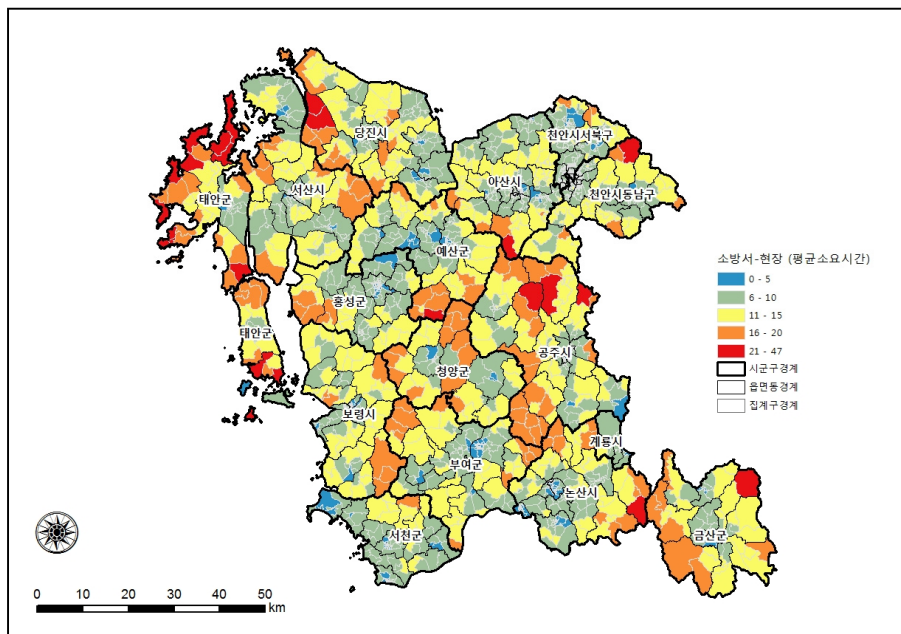 당진시
천안시서북구
서산시
아산시
천안시동남구
태안군
예산군
홍성군
태안군
공주시
청양군
보령시
계룡시
부여군
논산시
서천군
금산군
소방서-현장 (평균소요시간)
0 - 5
6 - 10
11 - 15
16 - 20
21 - 47
시군구경계
읍면동경계
집계구경계
0 10 20 30 40 50
km